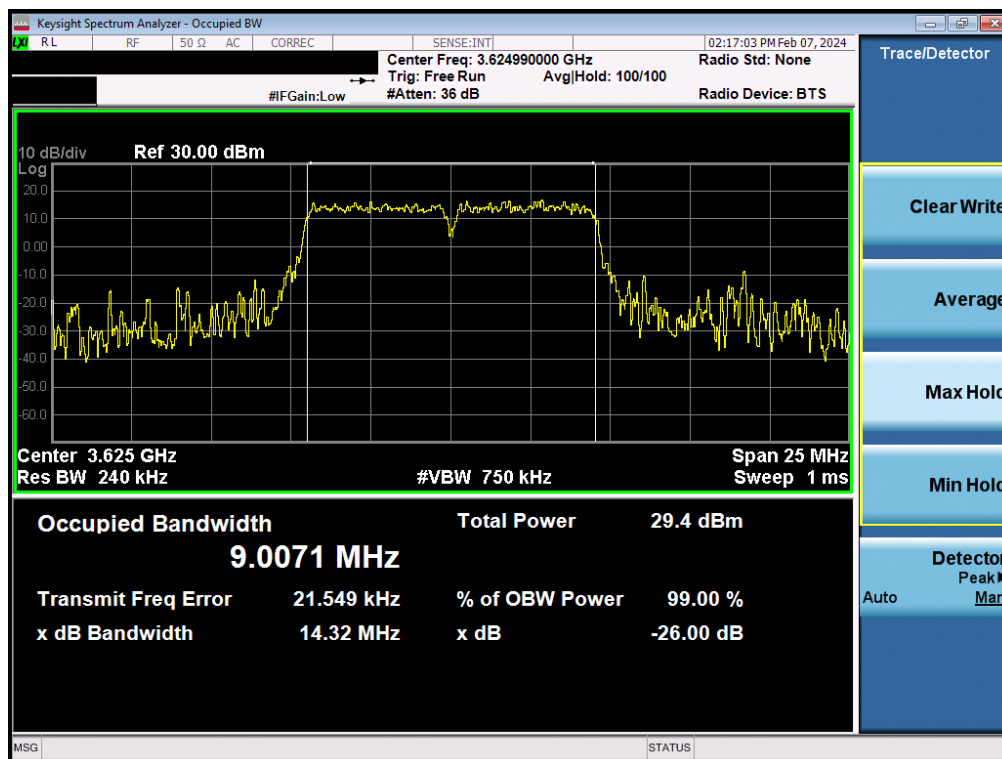 Keysight Spectrum Analyzer - Occupied BW
LXI RL RF 50 Ω AC CORREC SENSE:INT 02:17:03 PM Feb 07, 2024
Center Freq: 3.624990000 GHz Radio Std: None
Trig: Free Run Avg|Hold: 100/100
#IFGain:Low #Atten: 36 dB Radio Device: BTS
10 dB/div Ref 30.00 dBm
Log
20.0
10.0
0.00
-10.0
-20.0
-30.0
-40.0
-50.0
-60.0
Center 3.625 GHz Span 25 MHz
Res BW 240 kHz #VBW 750 kHz Sweep 1 ms
Occupied Bandwidth Total Power 29.4 dBm
9.0071 MHz
Transmit Freq Error 21.549 kHz % of OBW Power 99.00 %
x dB Bandwidth 14.32 MHz x dB -26.00 dB
MSG STATUS
Trace/Detector
Clear Write
Average
Max Hold
Min Hold
Detector
Peak
Auto Man